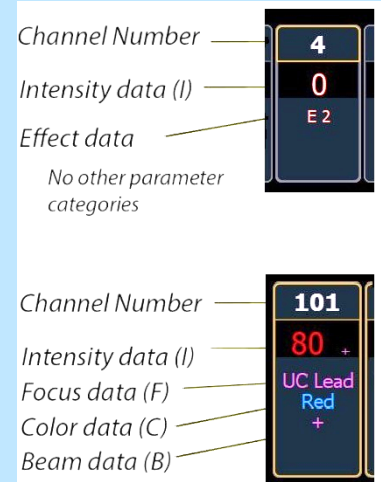 Channel Number
4
Intensity data (I)
0
Effect data
E 2
No other parameter
categories
Channel Number
101
Intensity data (I)
80 +
Focus data (F)
UC Lead
Color data (C)
Red
Beam data (B)
+